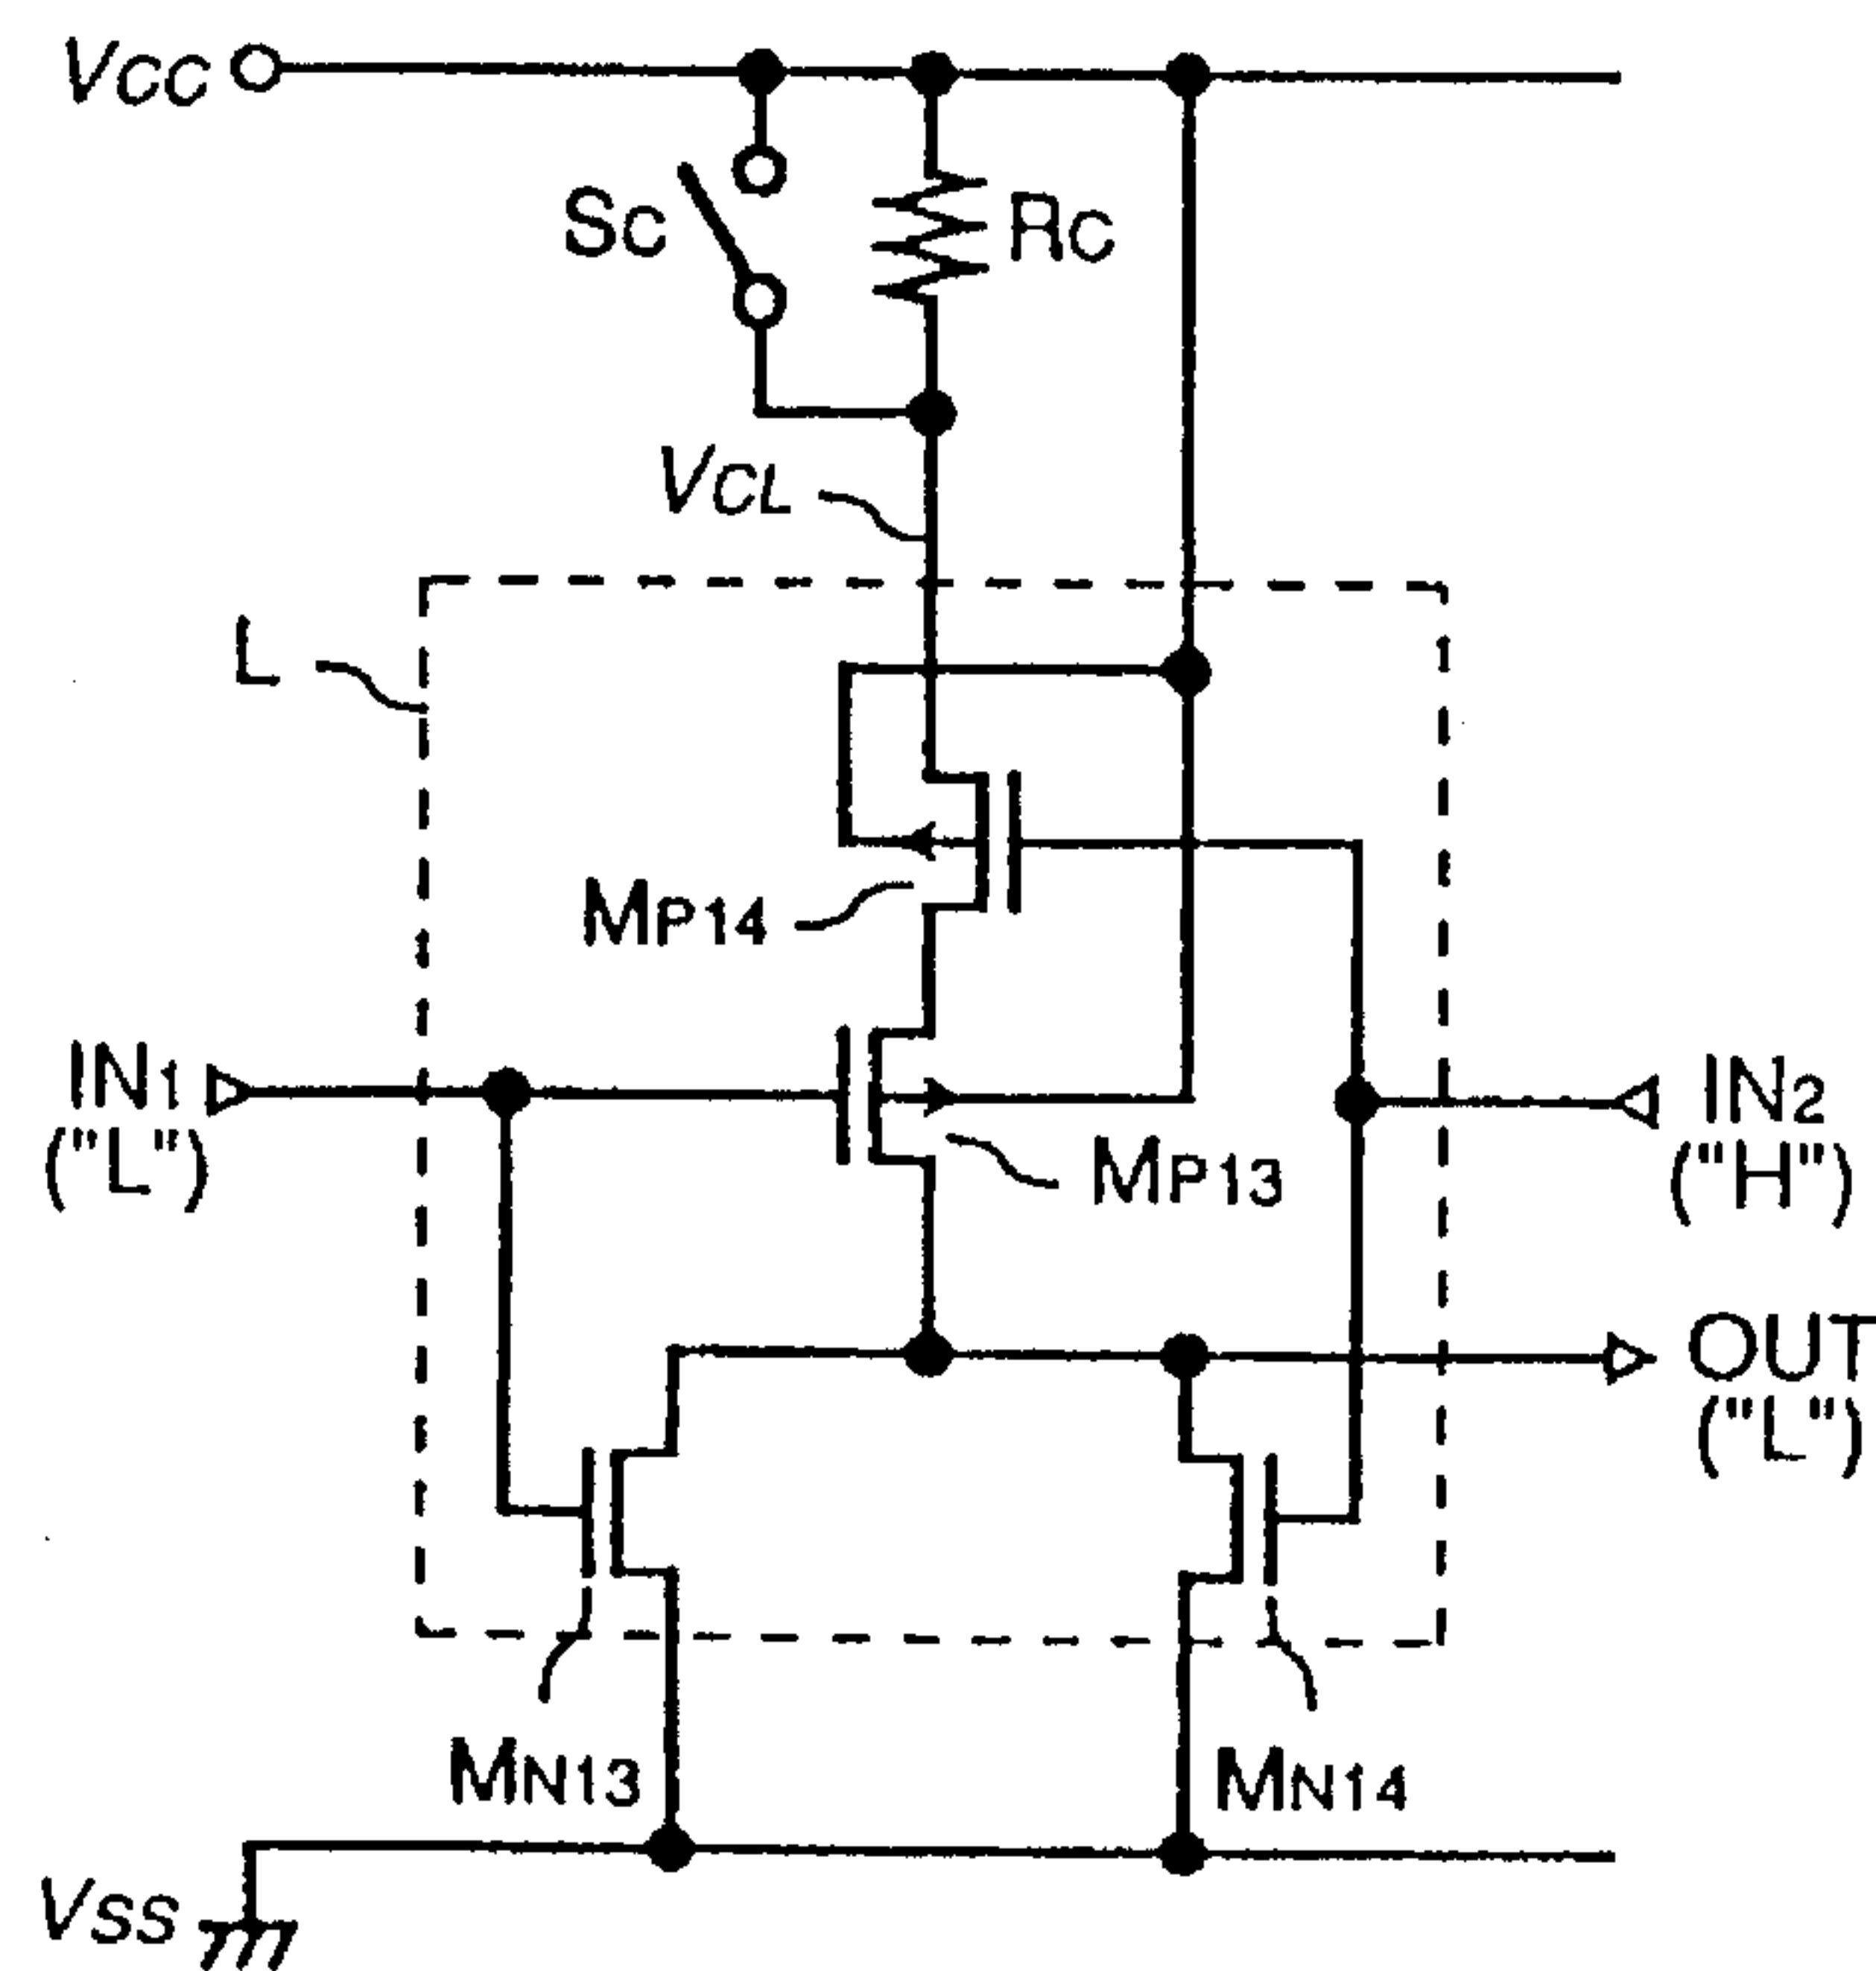 VCC
SC
RC
VCL
L
MP14
IN1
("L")
IN2
("H")
MP13
OUT
("L")
MN13
MN14
VSS